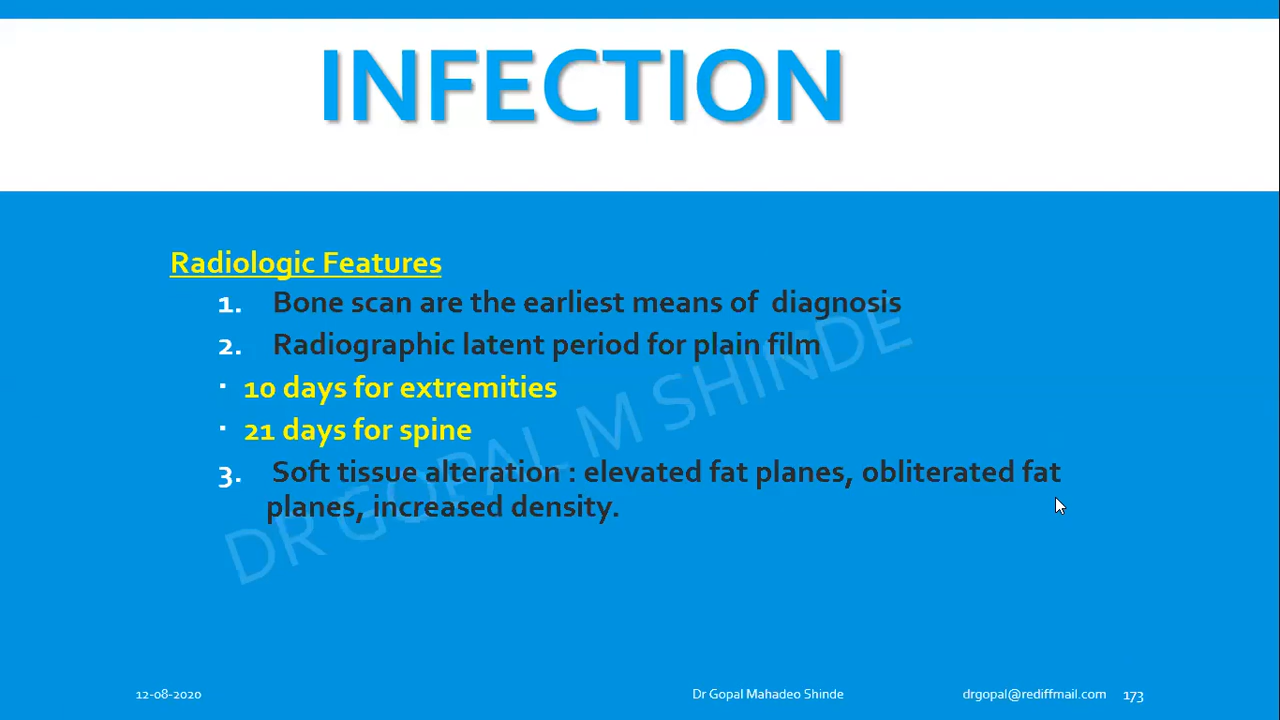 INFECTION
Radiologic Features
1. Bone scan are the earliest means of diagnosis
2. Radiographic latent period for plain film
▪ 10 days for extremities
▪ 21 days for spine
3. Soft tissue alteration : elevated fat planes, obliterated fat
planes, increased density.
DR GOPAL M SHINDE
12-08-2020 Dr Gopal Mahadeo Shinde drgopal@rediffmail.com 173